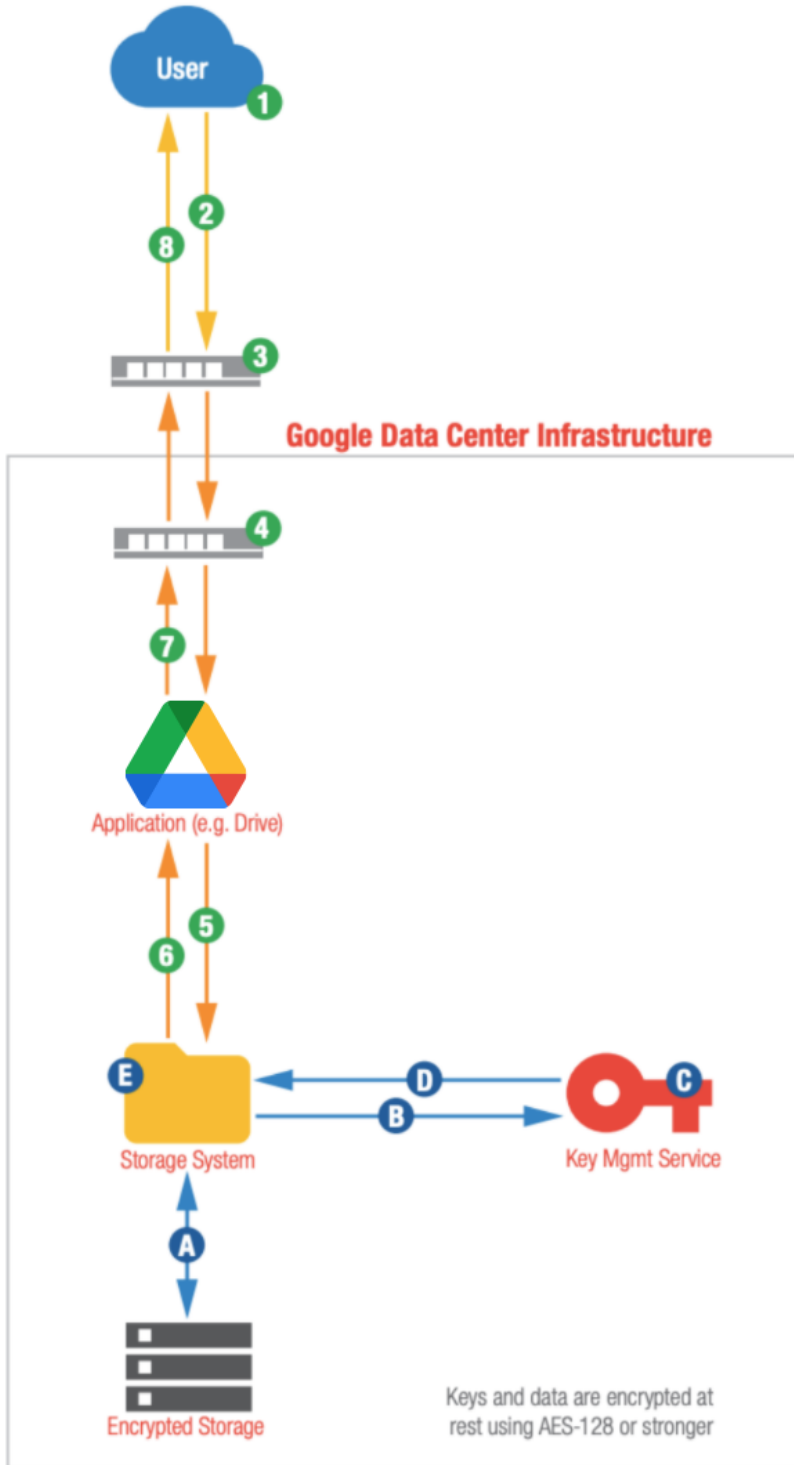 User
1
2
8
3
Google Data Center Infrastructure
4
7
Application (e.g. Drive)
5
6
E
D
C
B
Storage System
Key Mgmt Service
A
Keys and data are encrypted at
rest using AES-128 or stronger
Encrypted Storage